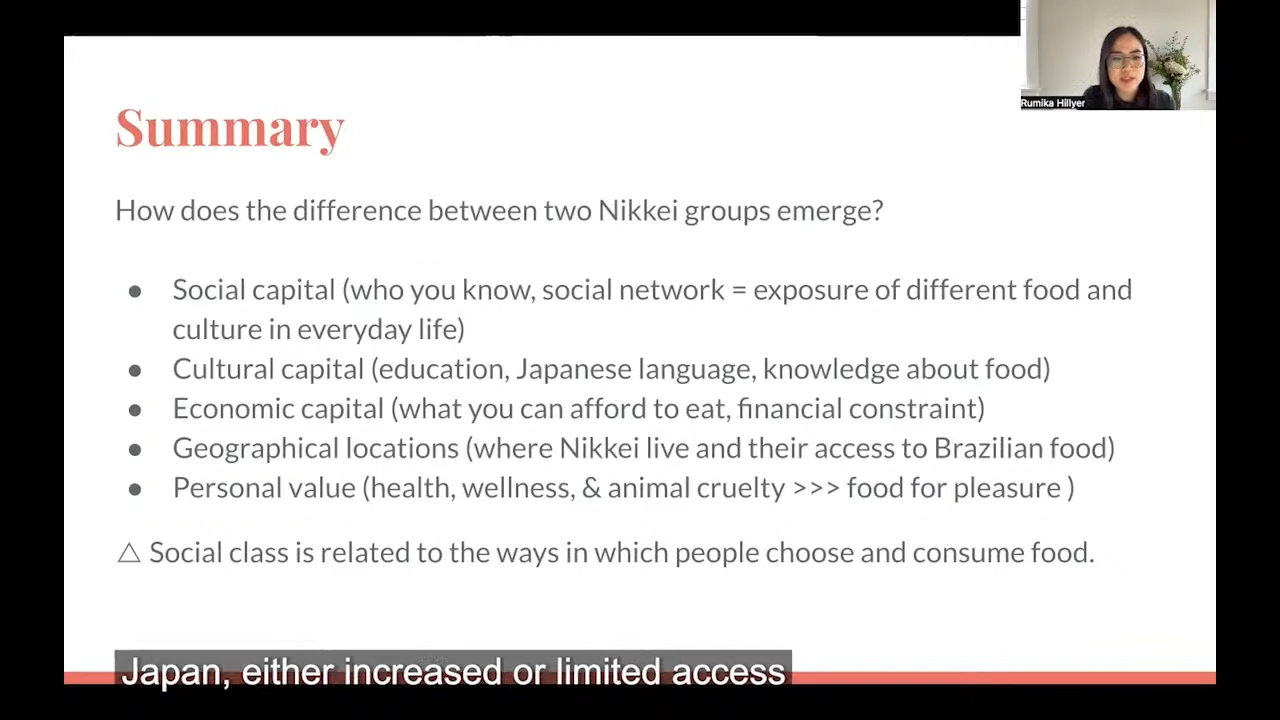 Rumika Hillyer
Summary
How does the difference between two Nikkei groups emerge?
● Social capital (who you know, social network = exposure of different food and
culture in everyday life)
● Cultural capital (education, Japanese language, knowledge about food)
● Economic capital (what you can afford to eat, financial constraint)
● Geographical locations (where Nikkei live and their access to Brazilian food)
● Personal value (health, wellness, & animal cruelty >>> food for pleasure )
△ Social class is related to the ways in which people choose and consume food.
Japan, either increased or limited access